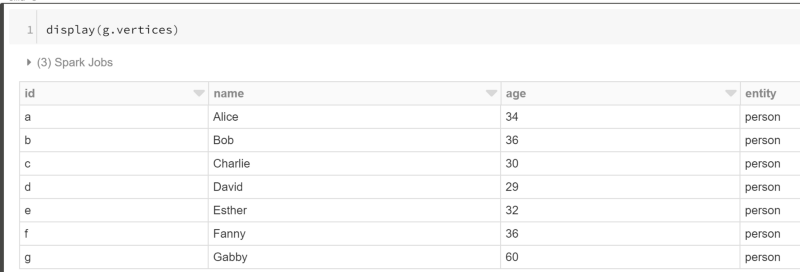 1 display(g.vertices)
(3) Spark Jobs
id name age entity
a Alice 34 person
b Bob 36 person
c Charlie 30 person
d David 29 person
e Esther 32 person
f Fanny 36 person
g Gabby 60 person